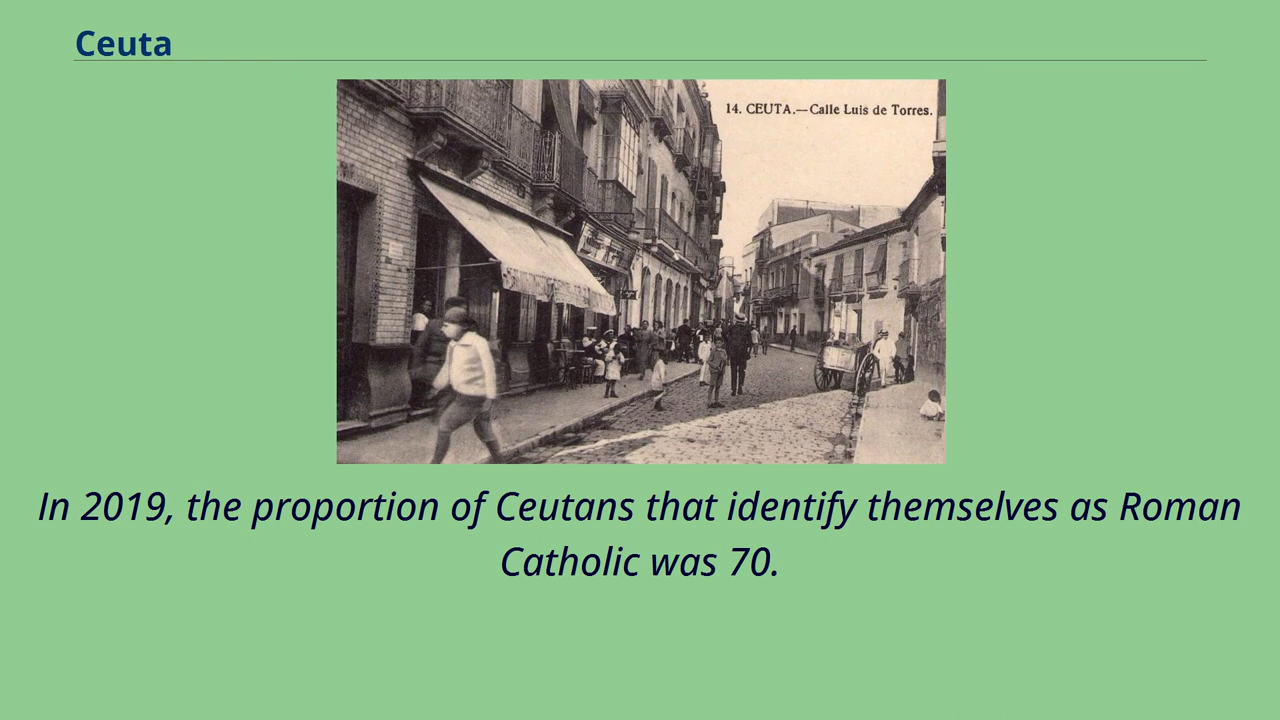 Ceuta
14. CEUTA.—Calle Luis de Torres.
In 2019, the proportion of Ceutans that identify themselves as Roman
Catholic was 70.